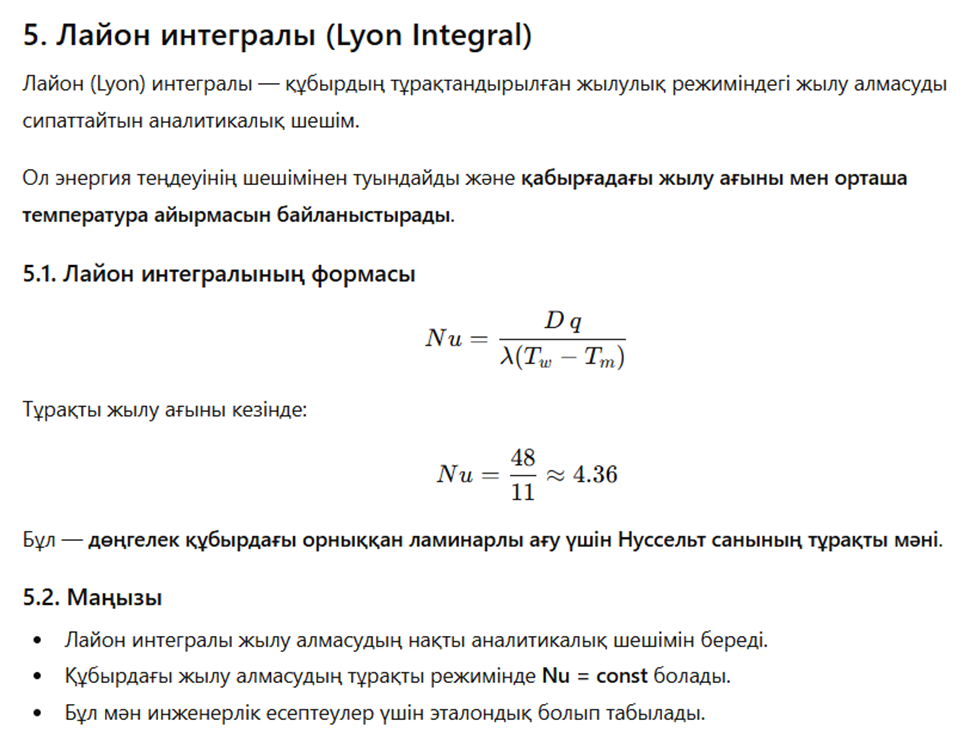 5. Лайон интегралы (Lyon Integral)
Лайон (Lyon) интегралы — құбырдың тұрақтандырылған жылулық режиміндегі жылу алмасуды
сипаттайтын аналитикалық шешім.
Ол энергия теңдеуінің шешімінен туындайды және қабырғадағы жылу ағыны мен орташа
температура айырмасын байланыстырады.
5.1. Лайон интегралының формасы
Nu = D q / λ(T_w − T_m)
Тұрақты жылу ағыны кезінде:
Nu = 48 / 11 ≈ 4.36
Бұл — дөңгелек құбырдағы орныққан ламинарлы ағу үшін Нуссельт санының тұрақты мәні.
5.2. Маңызы
• Лайон интегралы жылу алмасудың нақты аналитикалық шешімін береді.
• Құбырдағы жылу алмасудың тұрақты режимінде Nu = const болады.
• Бұл мән инженерлік есептеулер үшін эталондық болып табылады.